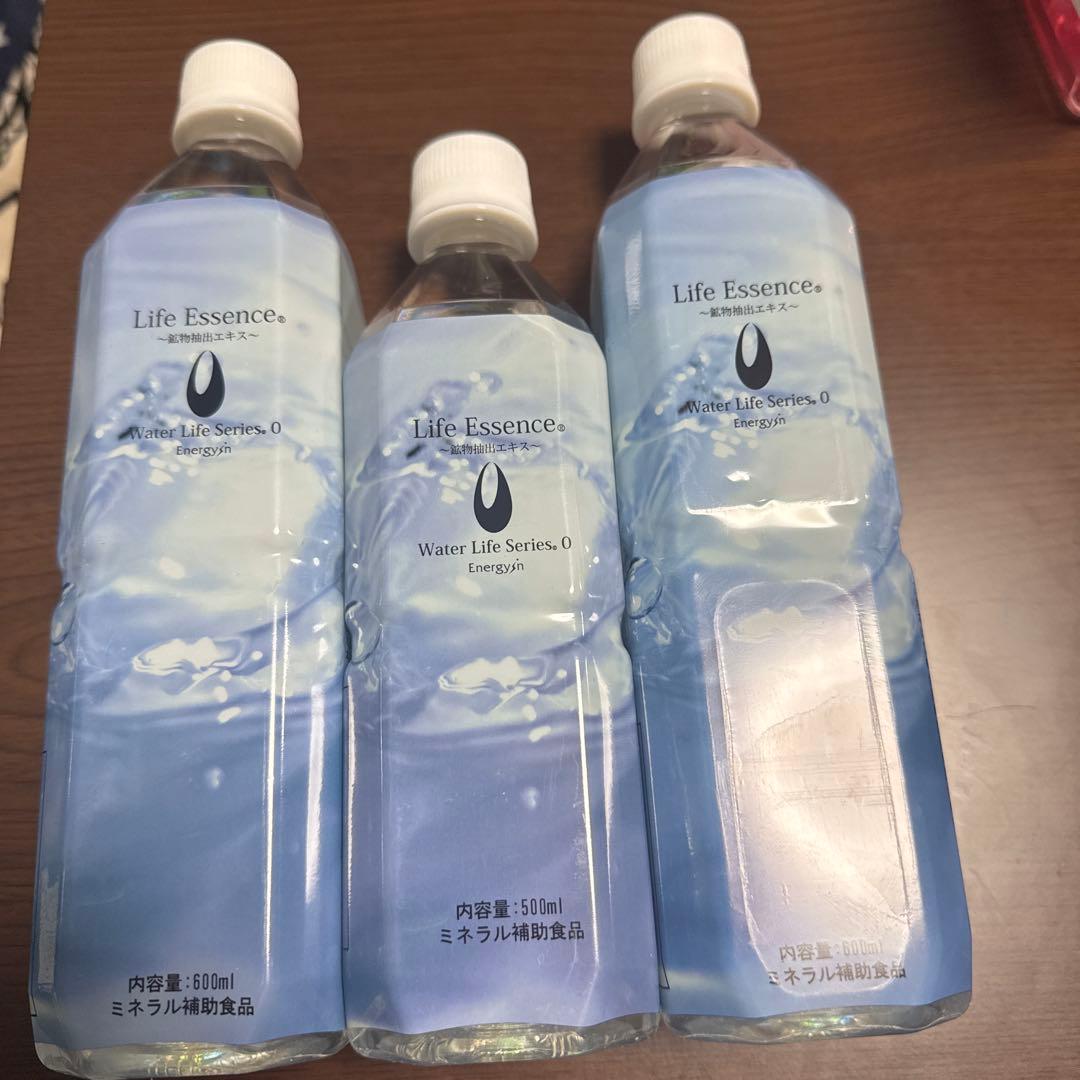 Life Essence®
～鉱物抽出エキス～
Water Life Series® 0
Energysin
内容量:600ml
ミネラル補助食品
Life Essence®
～鉱物抽出エキス～
Water Life Series® 0
Energysin
内容量:500ml
ミネラル補助食品
Life Essence®
～鉱物抽出エキス～
Water Life Series® 0
Energysin
内容量:600ml
ミネラル補助食品